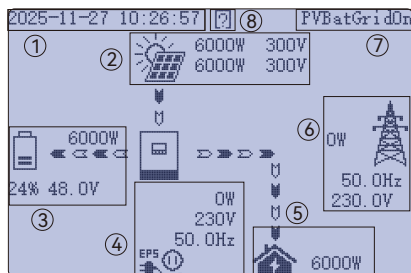 2025-11-27 10:26:57 [?] ⑧ PVBatGridOn
① ⑦
② 6000W 300V
6000W 300V
⑥
6000W 0W
24% 48.0V 50.0Hz
230.0V
③
0W
230V ⑤
④ 50.0Hz
EPS
6000W